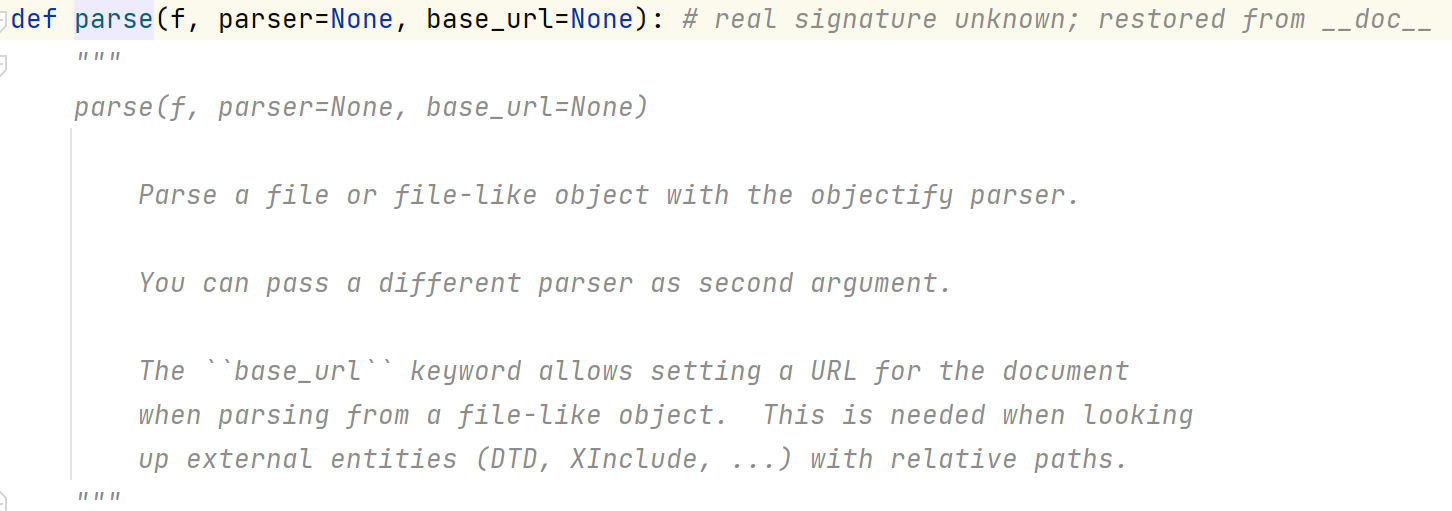 def parse(f, parser=None, base_url=None): # real signature unknown; restored from __doc__
"""
parse(f, parser=None, base_url=None)
Parse a file or file-like object with the objectify parser.
You can pass a different parser as second argument.
The ``base_url`` keyword allows setting a URL for the document
when parsing from a file-like object.  This is needed when looking
up external entities (DTD, XInclude, ...) with relative paths.
"""